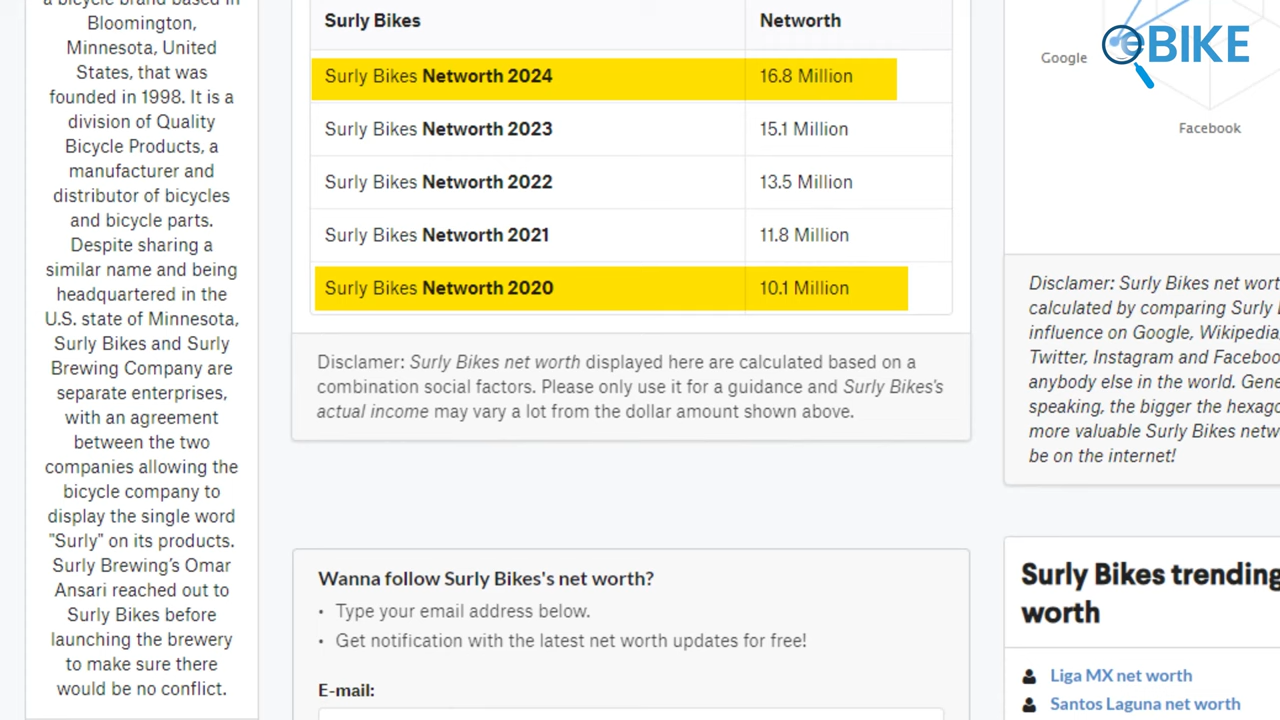 a bicycle brand based in
Bloomington,
Minnesota, United
States, that was
founded in 1998. It is a
division of Quality
Bicycle Products, a
manufacturer and
distributor of bicycles
and bicycle parts.
Despite sharing a
similar name and being
headquartered in the
U.S. state of Minnesota,
Surly Bikes and Surly
Brewing Company are
separate enterprises,
with an agreement
between the two
companies allowing the
bicycle company to
display the single word
"Surly" on its products.
Surly Brewing's Omar
Ansari reached out to
Surly Bikes before
launching the brewery
to make sure there
would be no conflict.
Surly Bikes Networth
Surly Bikes Networth 2024 16.8 Million
Surly Bikes Networth 2023 15.1 Million
Surly Bikes Networth 2022 13.5 Million
Surly Bikes Networth 2021 11.8 Million
Surly Bikes Networth 2020 10.1 Million
Disclamer: Surly Bikes net worth displayed here are calculated based on a
combination social factors. Please only use it for a guidance and Surly Bikes's
actual income may vary a lot from the dollar amount shown above.
Wanna follow Surly Bikes's net worth?
• Type your email address below.
• Get notification with the latest net worth updates for free!
E-mail:
eBIKE
Google
Facebook
Disclamer: Surly Bikes net wort
calculated by comparing Surly
influence on Google, Wikipedia,
Twitter, Instagram and Faceboo
anybody else in the world. Gene
speaking, the bigger the hexago
more valuable Surly Bikes netw
be on the internet!
Surly Bikes trending
worth
Liga MX net worth
Santos Laguna net worth